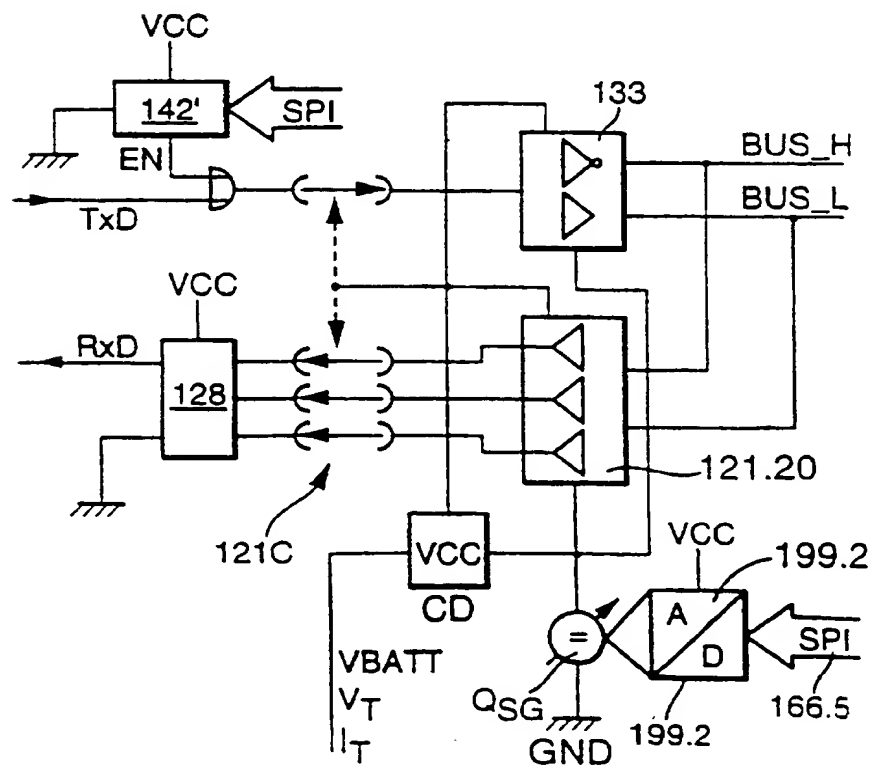 VCC
142'
SPI
EN
TxD
133
BUS_H
BUS_L
VCC
RxD
128
121C
121.20
VCC
CD
VCC
199.2
A
D
SPI
=
QSG
166.5
199.2
GND
VBATT
VT
IT